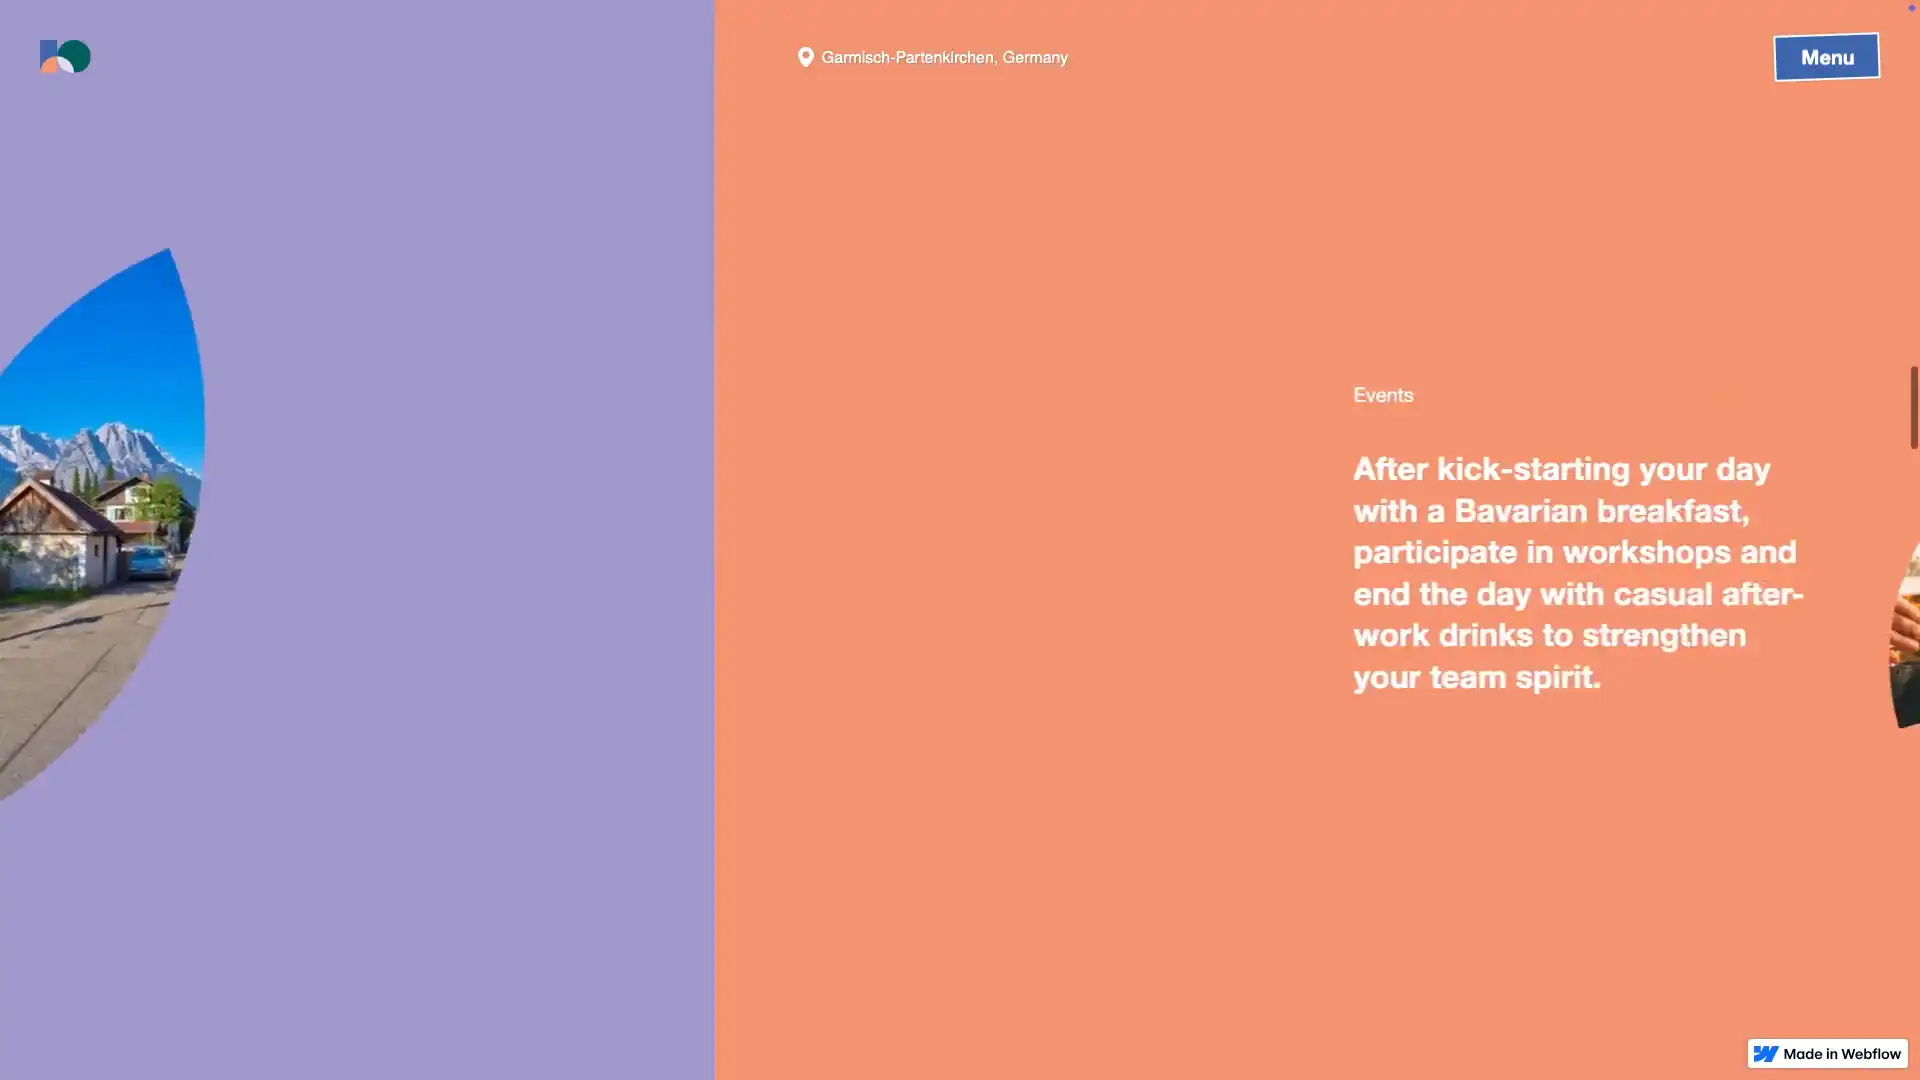 Garmisch-Partenkirchen, Germany
Menu
Events
After kick-starting your day
with a Bavarian breakfast,
participate in workshops and
end the day with casual after-
work drinks to strengthen
your team spirit.
Made in Webflow